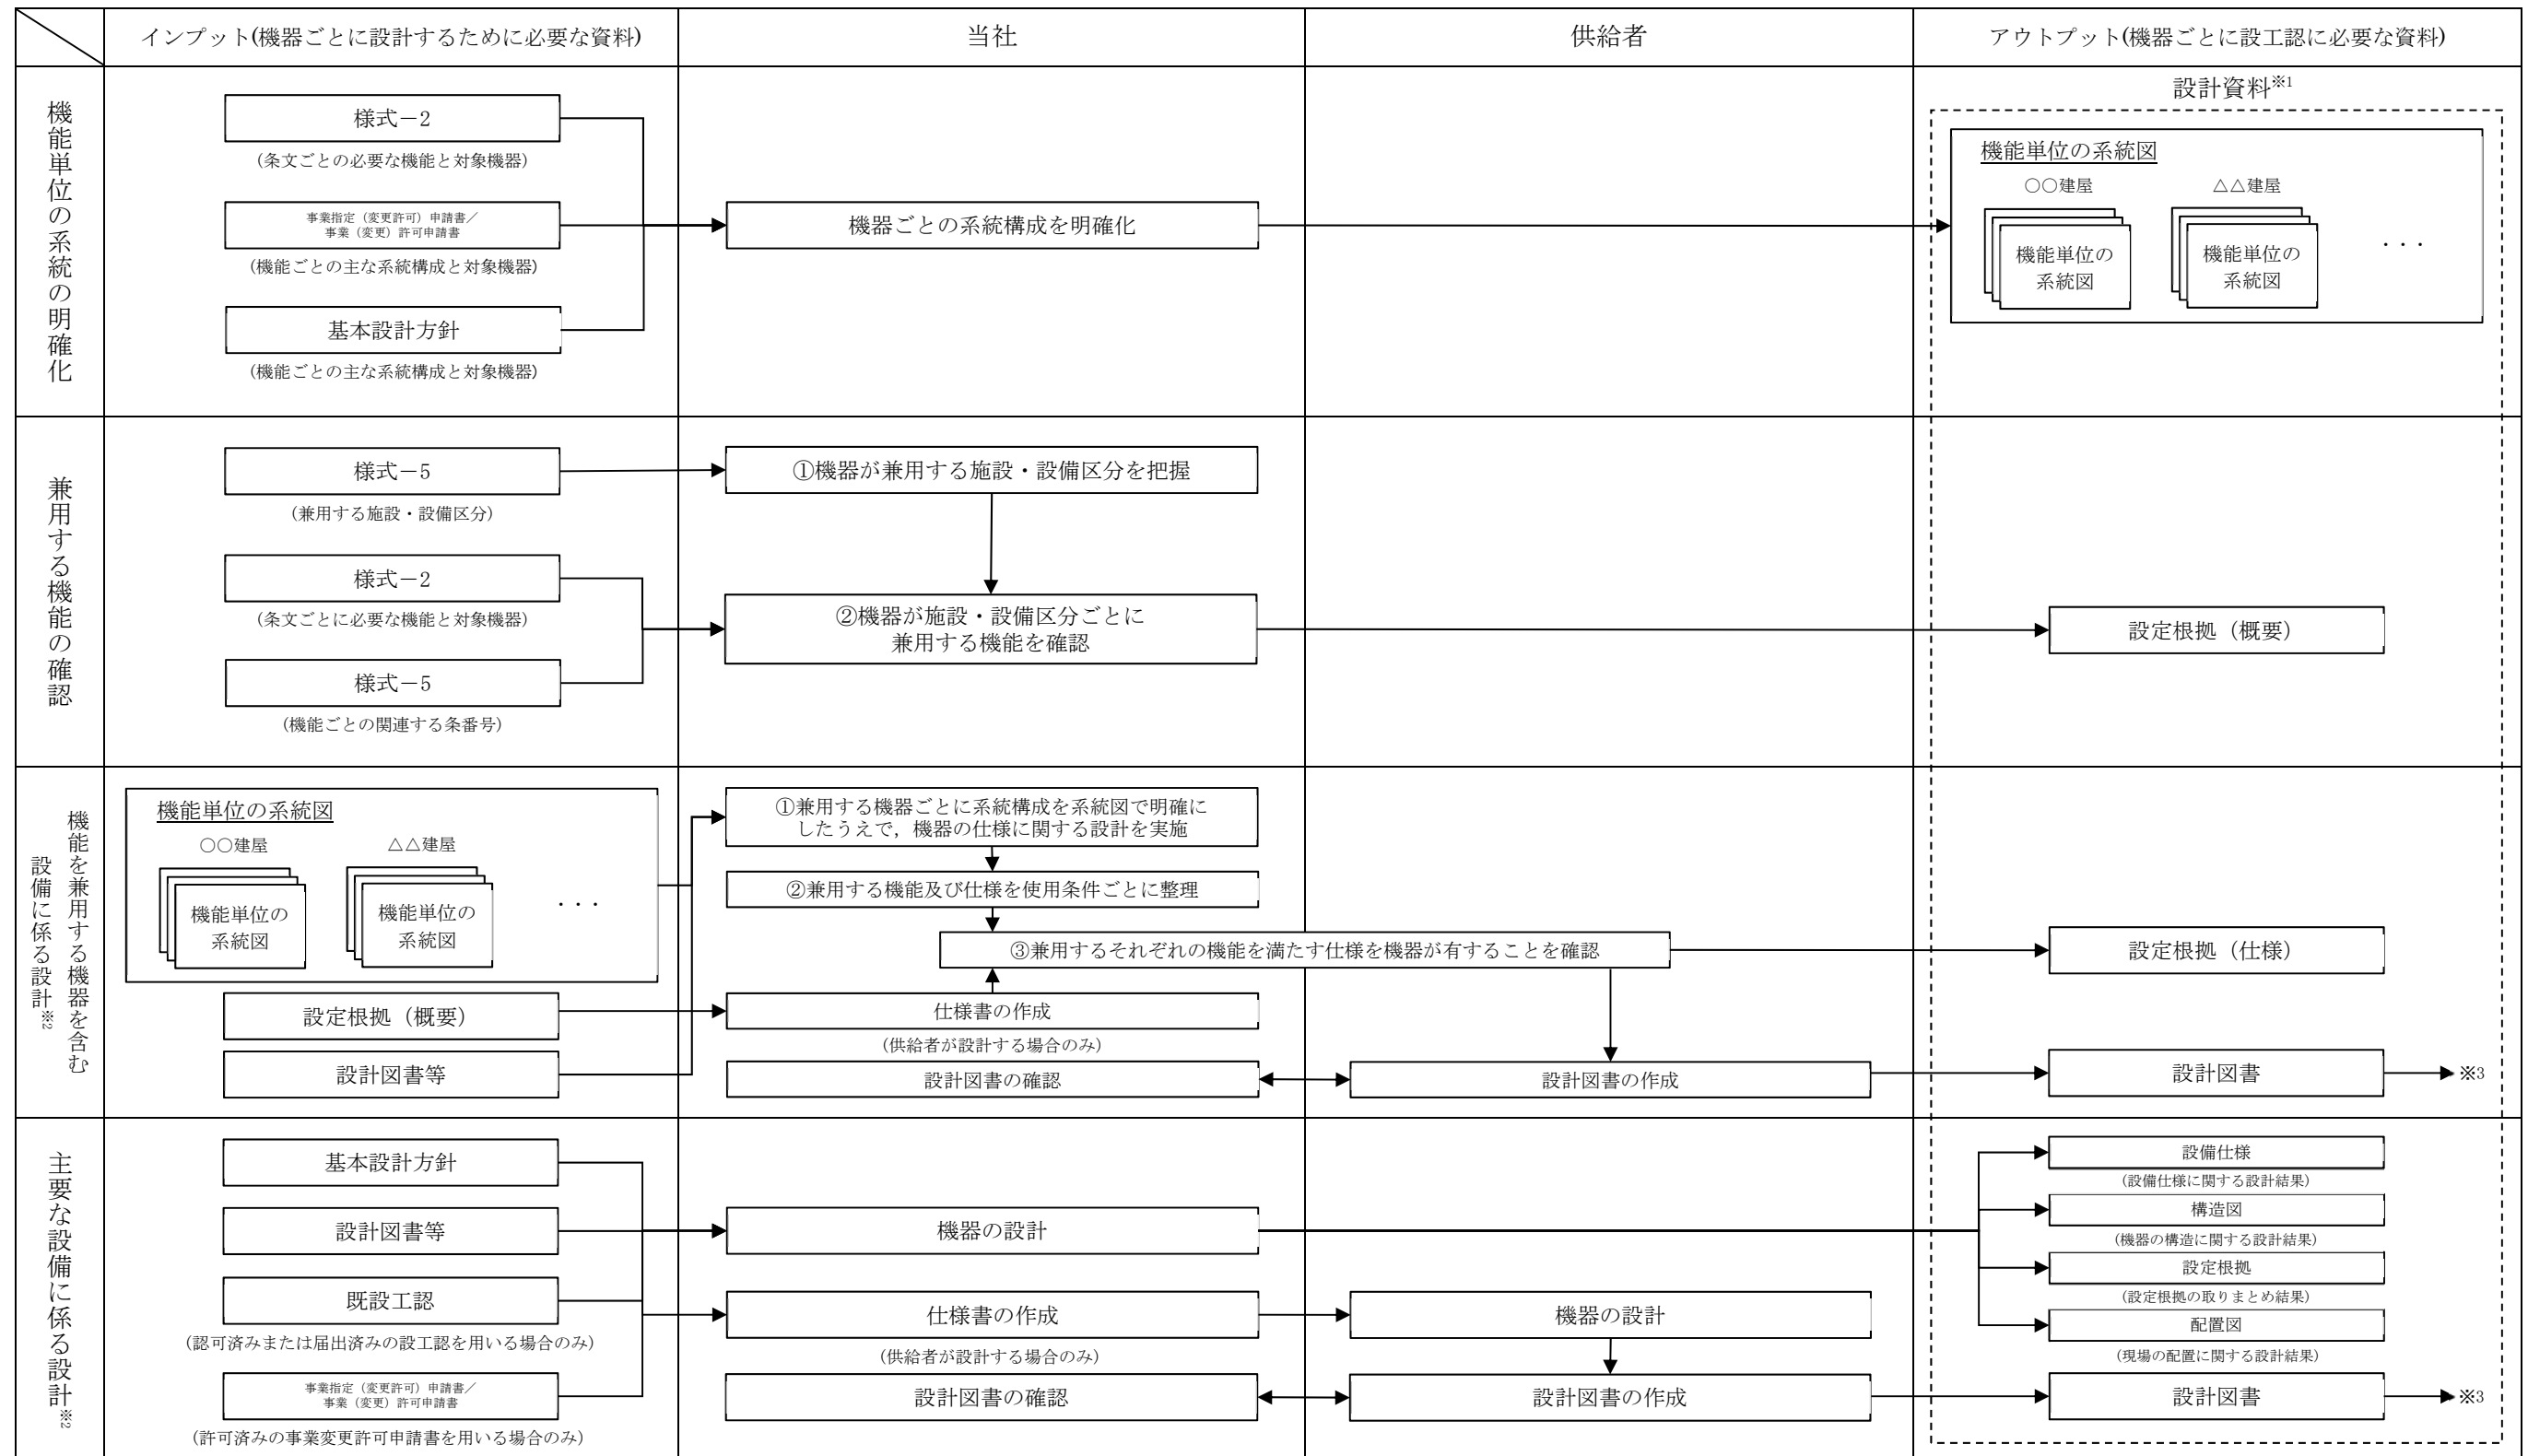 インプット(機器ごとに設計するために必要な資料)
当社
供給者
アウトプット(機器ごとに設工認に必要な資料)
機能単位の系統の明確化
様式－2
(条文ごとの必要な機能と対象機器)
事業指定（変更許可）申請書／
事業（変更）許可申請書
(機能ごとの主な系統構成と対象機器)
基本設計方針
(機能ごとの主な系統構成と対象機器)
機器ごとの系統構成を明確化
設計資料※1
機能単位の系統図
○○建屋
△△建屋
機能単位の
系統図
機能単位の
系統図
・・・
兼用する機能の確認
様式－5
(兼用する施設・設備区分)
様式－2
(条文ごとに必要な機能と対象機器)
様式－5
(機能ごとの関連する条番号)
①機器が兼用する施設・設備区分を把握
②機器が施設・設備区分ごとに
兼用する機能を確認
設定根拠（概要）
機能を兼用する機器を含む
設備に係る設計※2
機能単位の系統図
○○建屋
△△建屋
機能単位の
系統図
機能単位の
系統図
・・・
設定根拠（概要）
設計図書等
①兼用する機器ごとに系統構成を系統図で明確に
したうえで，機器の仕様に関する設計を実施
②兼用する機能及び仕様を使用条件ごとに整理
③兼用するそれぞれの機能を満たす仕様を機器が有することを確認
仕様書の作成
(供給者が設計する場合のみ)
設計図書の確認
設計図書の作成
設定根拠（仕様）
設計図書
※3
主要な設備に係る設計※2
基本設計方針
設計図書等
既設工認
(認可済みまたは届出済みの設工認を用いる場合のみ)
事業指定（変更許可）申請書／
事業（変更）許可申請書
(許可済みの事業変更許可申請書を用いる場合のみ)
機器の設計
仕様書の作成
(供給者が設計する場合のみ)
設計図書の確認
機器の設計
設計図書の作成
設備仕様
(設備仕様に関する設計結果)
構造図
(機器の構造に関する設計結果)
設定根拠
(設定根拠の取りまとめ結果)
配置図
(現場の配置に関する設計結果)
設計図書
※3